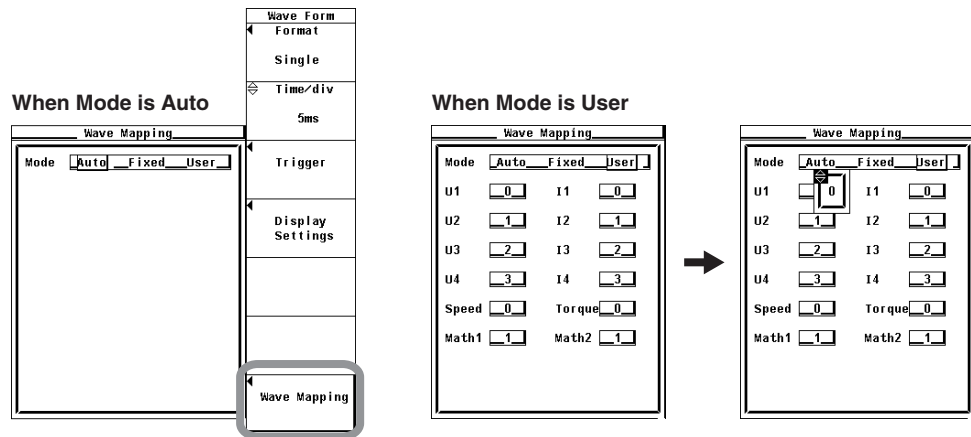 Wave Form
Format
Single
Time/div
5ms
Trigger
Display
Settings
Wave Mapping
When Mode is Auto
Wave Mapping
Mode Auto Fixed User
When Mode is User
Wave Mapping
Mode Auto Fixed User
U1 0 I1 0
U2 1 I2 1
U3 2 I3 2
U4 3 I4 3
Speed 0 Torque 0
Math1 1 Math2 1
Wave Mapping
Mode Auto Fixed User
U1 0 I1 0
U2 1 I2 1
U3 2 I3 2
U4 3 I4 3
Speed 0 Torque 0
Math1 1 Math2 1